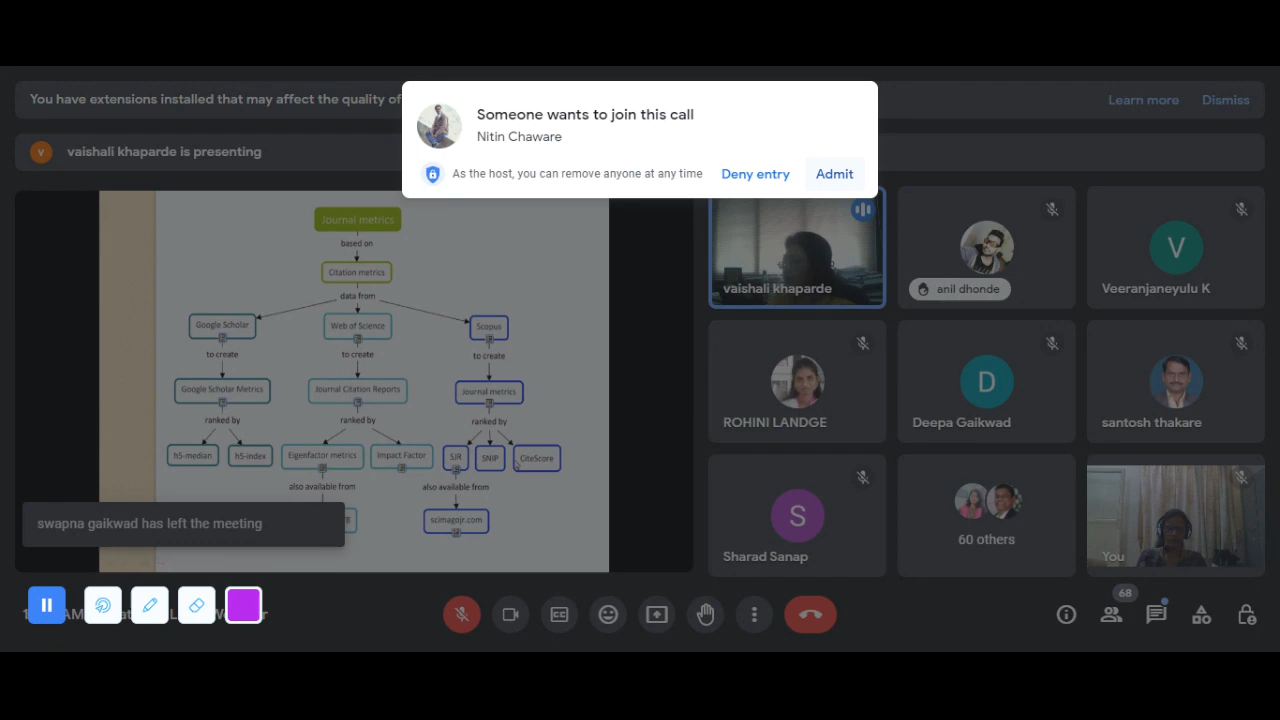 You have extensions installed that may affect the quality of
Learn more
Dismiss
Someone wants to join this call
Nitin Chaware
As the host, you can remove anyone at any time
Deny entry
Admit
v
vaishali khaparde is presenting
Journal metrics
based on
Citation metrics
data from
Google Scholar
Web of Science
Scopus
to create
to create
to create
Google Scholar Metrics
Journal Citation Reports
Journal metrics
ranked by
ranked by
ranked by
h5-median
h5-index
Eigenfactor metrics
Impact Factor
SJR
SNIP
CiteScore
also available from
also available from
scimagojr.com
swapna gaikwad has left the meeting
vaishali khaparde
anil dhonde
V
Veeranjaneyulu K
ROHINI LANDGE
D
Deepa Gaikwad
santosh thakare
S
Sharad Sanap
60 others
You
AM
68